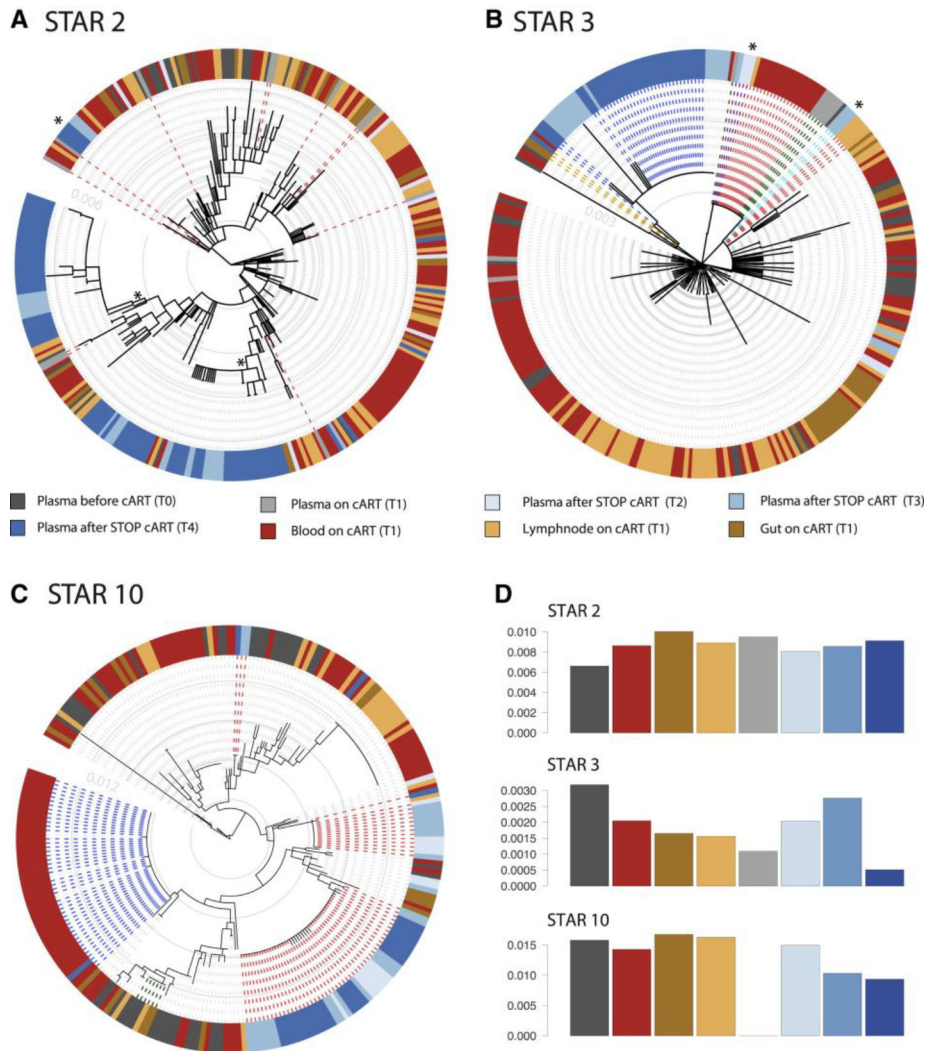 A STAR 2
B STAR 3
*
*
*
0.006
0.003
*
*
Plasma before cART (T0)
Plasma on cART (T1)
Plasma after STOP cART (T2)
Plasma after STOP cART (T3)
Plasma after STOP cART (T4)
Blood on cART (T1)
Lymphnode on cART (T1)
Gut on cART (T1)
C STAR 10
0.012
D
STAR 2
0.010
0.008
0.006
0.004
0.002
0.000
STAR 3
0.0030
0.0025
0.0020
0.0015
0.0010
0.0005
0.0000
STAR 10
0.015
0.010
0.005
0.000